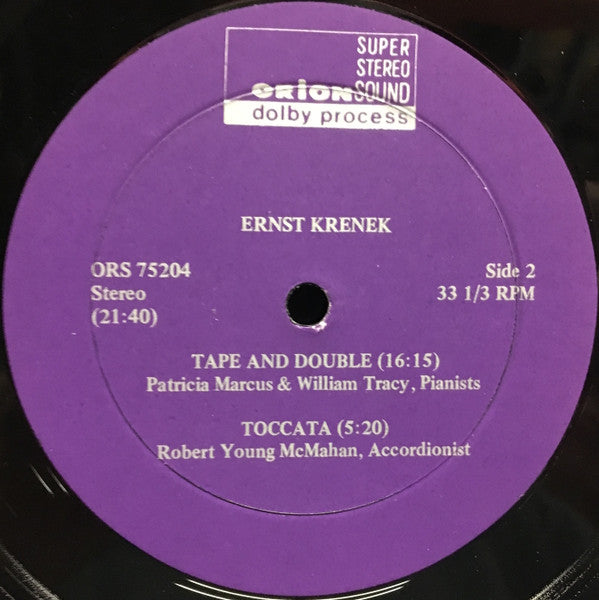 SUPER
STEREO
ORION SOUND
dolby process
ERNST KRENEK
ORS 75204
Stereo
(21:40)
Side 2
33 1/3 RPM
TAPE AND DOUBLE (16:15)
Patricia Marcus & William Tracy, Pianists
TOCCATA (5:20)
Robert Young McMahan, Accordionist